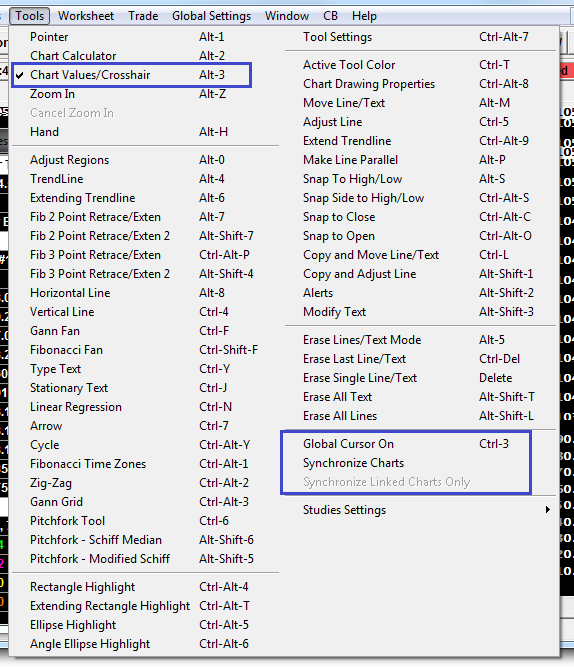 Tools Worksheet Trade Global Settings Window CB Help
Pointer Alt-1
Chart Calculator Alt-2
✓ Chart Values/Crosshair Alt-3
Zoom In Alt-Z
Cancel Zoom In
Hand Alt-H
Adjust Regions Alt-0
TrendLine Alt-4
Extending Trendline Alt-6
Fib 2 Point Retrace/Exten Alt-7
Fib 2 Point Retrace/Exten 2 Alt-Shift-7
Fib 3 Point Retrace/Exten Ctrl-Alt-P
Fib 3 Point Retrace/Exten 2 Alt-Shift-4
Horizontal Line Alt-8
Vertical Line Ctrl-4
Gann Fan Ctrl-F
Fibonacci Fan Ctrl-Shift-F
Type Text Ctrl-Y
Stationary Text Ctrl-J
Linear Regression Ctrl-N
Arrow Ctrl-7
Cycle Ctrl-Alt-Y
Fibonacci Time Zones Ctrl-Alt-1
Zig-Zag Ctrl-Alt-2
Gann Grid Ctrl-Alt-3
Pitchfork Tool Ctrl-6
Pitchfork - Schiff Median Alt-Shift-6
Pitchfork - Modified Schiff Alt-Shift-5
Rectangle Highlight Ctrl-Alt-4
Extending Rectangle Highlight Ctrl-Alt-T
Ellipse Highlight Ctrl-Alt-5
Angle Ellipse Highlight Ctrl-Alt-6
Tool Settings Ctrl-Alt-7
Active Tool Color Ctrl-T
Chart Drawing Properties Ctrl-Alt-8
Move Line/Text Alt-M
Adjust Line Ctrl-5
Extend Trendline Ctrl-Alt-9
Make Line Parallel Alt-P
Snap To High/Low Alt-S
Snap Side to High/Low Ctrl-Alt-S
Snap to Close Ctrl-Alt-C
Snap to Open Ctrl-Alt-O
Copy and Move Line/Text Ctrl-L
Copy and Adjust Line Alt-Shift-1
Alerts Alt-Shift-2
Modify Text Alt-Shift-3
Erase Lines/Text Mode Alt-5
Erase Last Line/Text Ctrl-Del
Erase Single Line/Text Delete
Erase All Text Alt-Shift-T
Erase All Lines Alt-Shift-L
Global Cursor On Ctrl-3
Synchronize Charts
Synchronize Linked Charts Only
Studies Settings